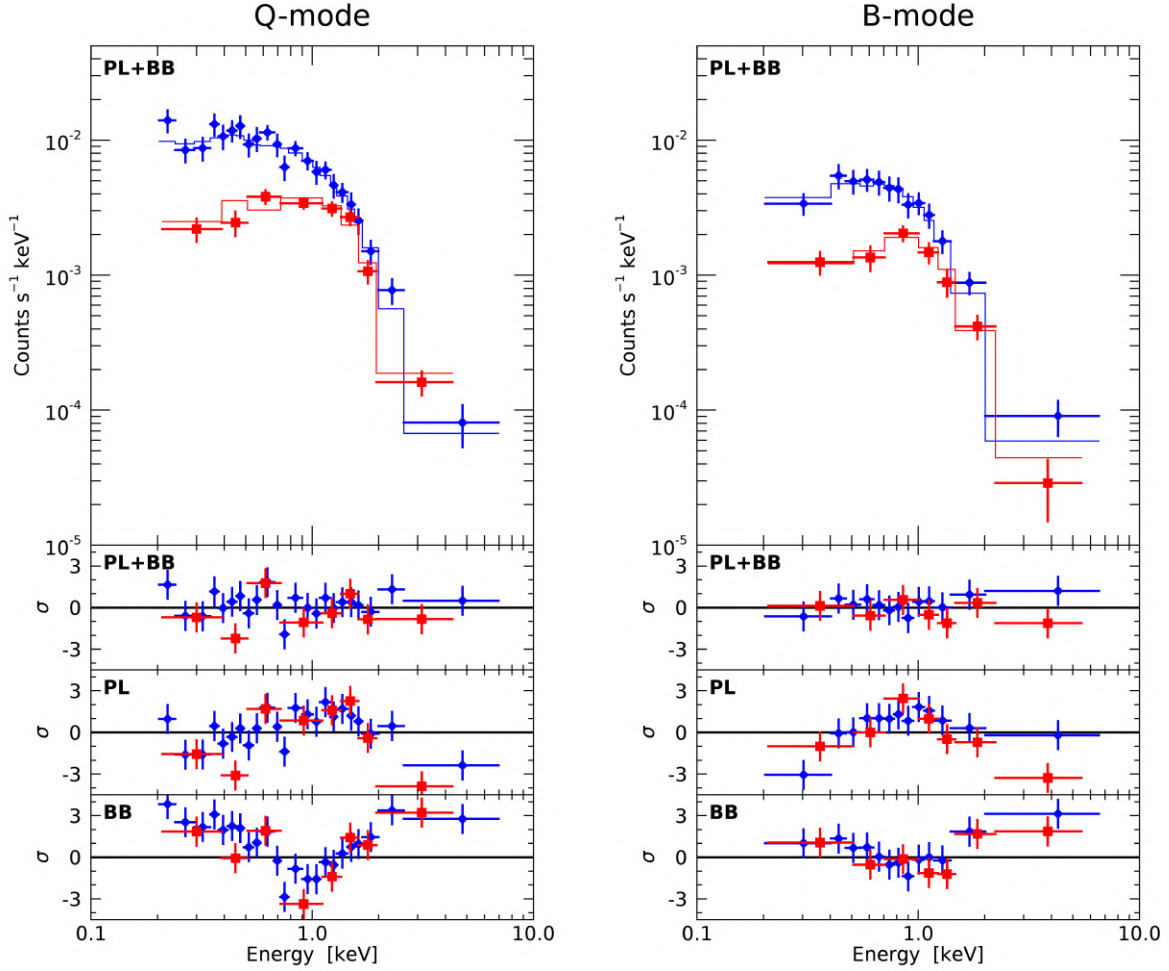 Q-mode
PL+BB
10⁻²
10⁻³
10⁻⁴
10⁻⁵
Counts s⁻¹ keV⁻¹
PL+BB
3
0
-3
σ
PL
3
0
-3
σ
BB
3
0
-3
σ
0.1
1.0
10.0
Energy [keV]
B-mode
PL+BB
10⁻²
10⁻³
10⁻⁴
10⁻⁵
Counts s⁻¹ keV⁻¹
PL+BB
3
0
-3
σ
PL
3
0
-3
σ
BB
3
0
-3
σ
0.1
1.0
10.0
Energy [keV]